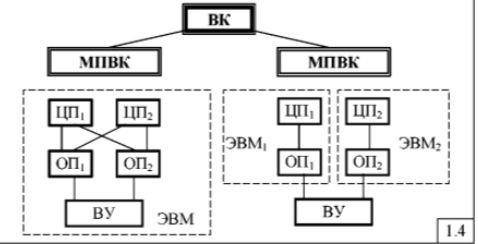 ВК
МПВК МПВК
ЦП₁ ЦП₂ ЦП₁ ЦП₂
ЭВМ₁ ЭВМ₂
ОП₁ ОП₂ ОП₁ ОП₂
ВУ ЭВМ ВУ
1.4